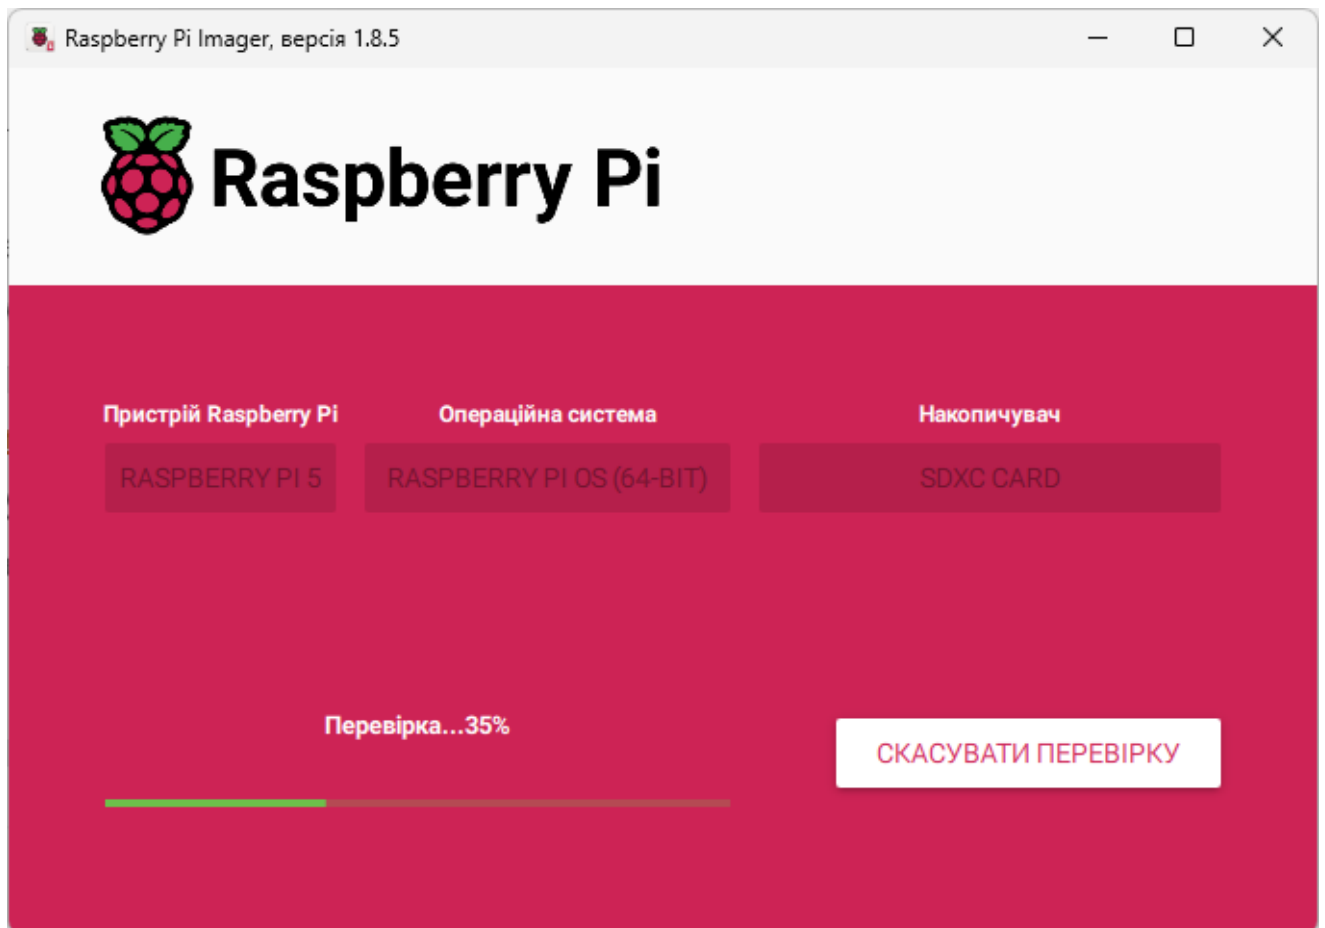 Raspberry Pi Imager, версія 1.8.5
Raspberry Pi
Пристрій Raspberry Pi
Операційна система
Накопичувач
RASPBERRY PI 5
RASPBERRY PI OS (64-BIT)
SDXC CARD
Перевірка...35%
СКАСУВАТИ ПЕРЕВІРКУ